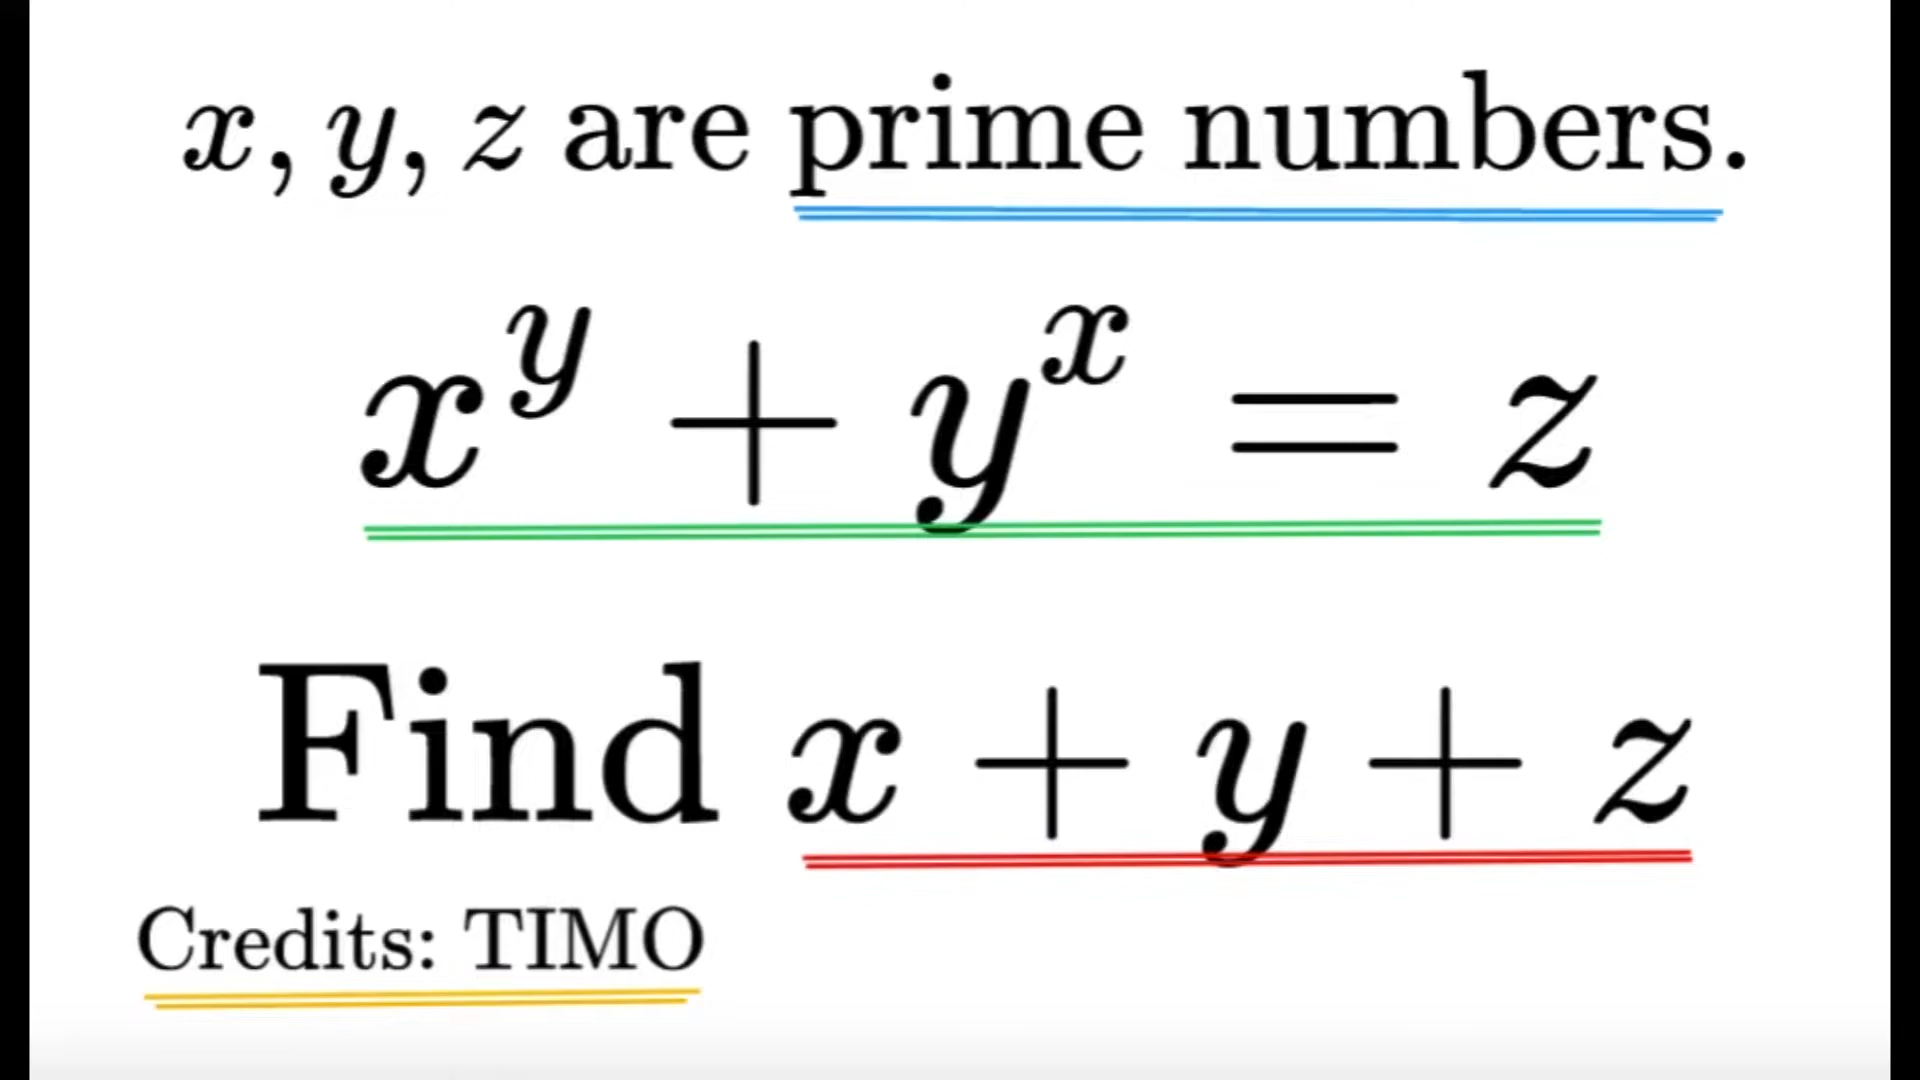 x, y, z are prime numbers.
x^y + y^x = z
Find x + y + z
Credits: TIMO